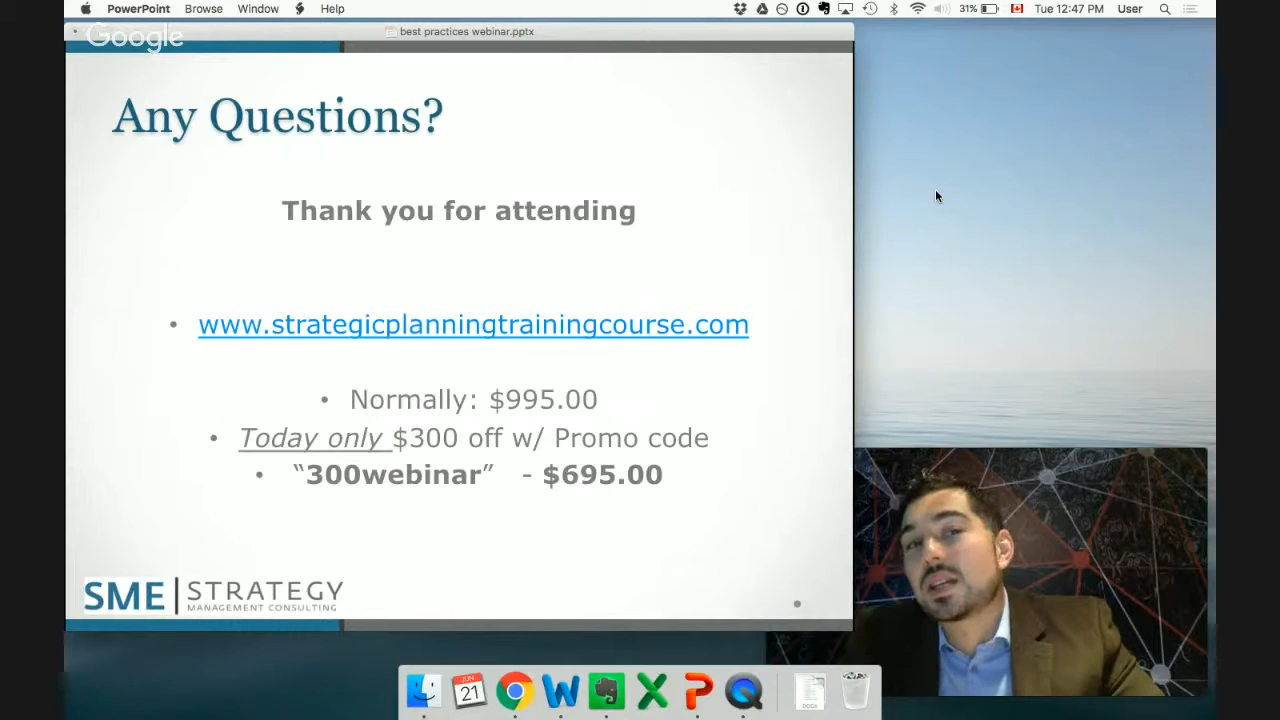 PowerPoint Browse Window Help
31% Tue 12:47 PM User
Google
best practices webinar.pptx
Any Questions?
Thank you for attending
• www.strategicplanningtrainingcourse.com
• Normally: $995.00
• Today only $300 off w/ Promo code
• “300webinar” - $695.00
SME | STRATEGY
MANAGEMENT CONSULTING
JUN
21
DOCX